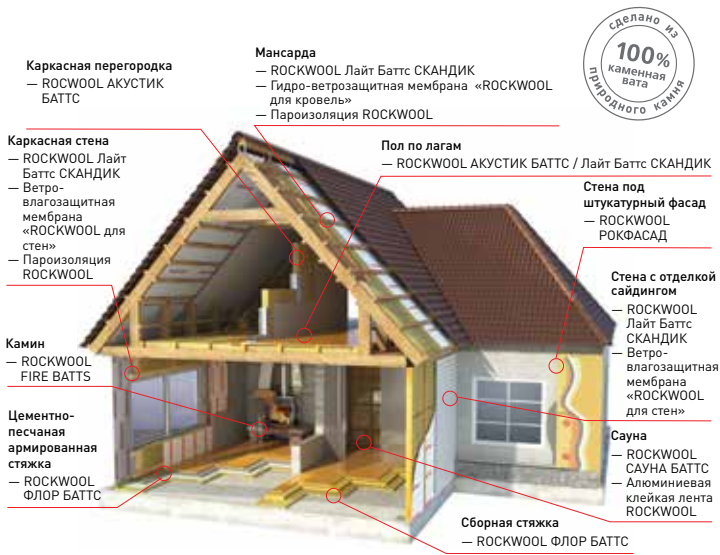 Каркасная перегородка
— ROCWOOL АКУСТИК
БАТТС
Мансарда
— ROCKWOOL Лайт Баттс СКАНДИК
— Гидро-ветрозащитная мембрана «ROCKWOOL
для кровель»
— Пароизоляция ROCKWOOL
сделано из
природного камня
100%
каменная
вата
Каркасная стена
— ROCKWOOL Лайт
Баттс СКАНДИК
— Ветро-
влагозащитная
мембрана
«ROCKWOOL для
стен»
— Пароизоляция
ROCKWOOL
Пол по лагам
— ROCKWOOL АКУСТИК БАТТС / Лайт Баттс СКАНДИК
Стена под
штукатурный фасад
— ROCKWOOL
РОКФАСАД
Стена с отделкой
сайдингом
— ROCKWOOL
Лайт Баттс
СКАНДИК
— Ветро-
влагозащитная
мембрана
«ROCKWOOL
для стен»
Камин
— ROCKWOOL
FIRE BATTS
Цементно-
песчаная
армированная
стяжка
— ROCKWOOL
ФЛОР БАТТС
Сауна
— ROCKWOOL
САУНА БАТТС
— Алюминиевая
клейкая лента
ROCKWOOL
Сборная стяжка
— ROCKWOOL ФЛОР БАТТС